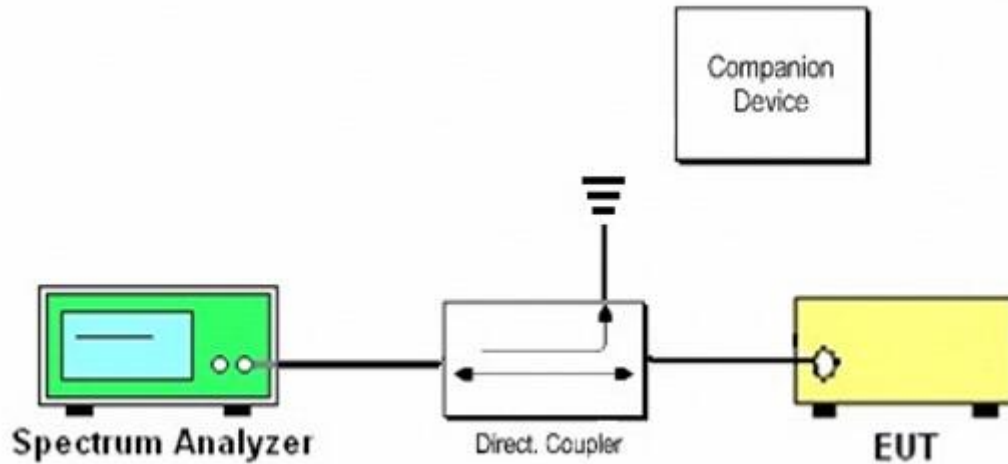 Companion
Device
Spectrum Analyzer
Direct. Coupler
EUT